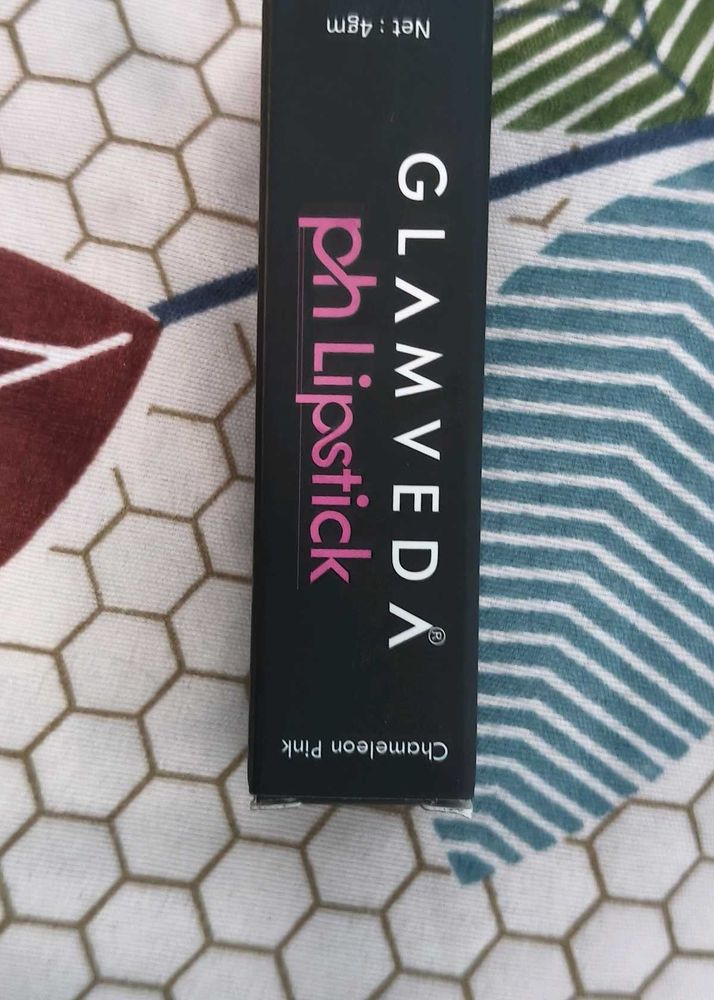 Net : 4gm
GLAMVEDA®
ph Lipstick
Chameleon Pink